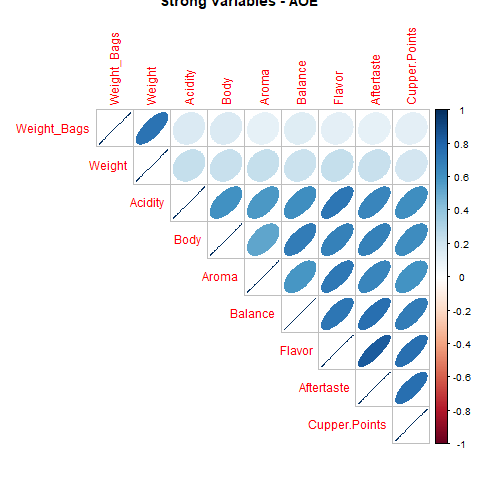 Strong Variables - AOE
Weight_Bags
Weight
Acidity
Body
Aroma
Balance
Flavor
Aftertaste
Cupper.Points
Weight_Bags
Weight
Acidity
Body
Aroma
Balance
Flavor
Aftertaste
Cupper.Points
1
0.8
0.6
0.4
0.2
0
-0.2
-0.4
-0.6
-0.8
-1